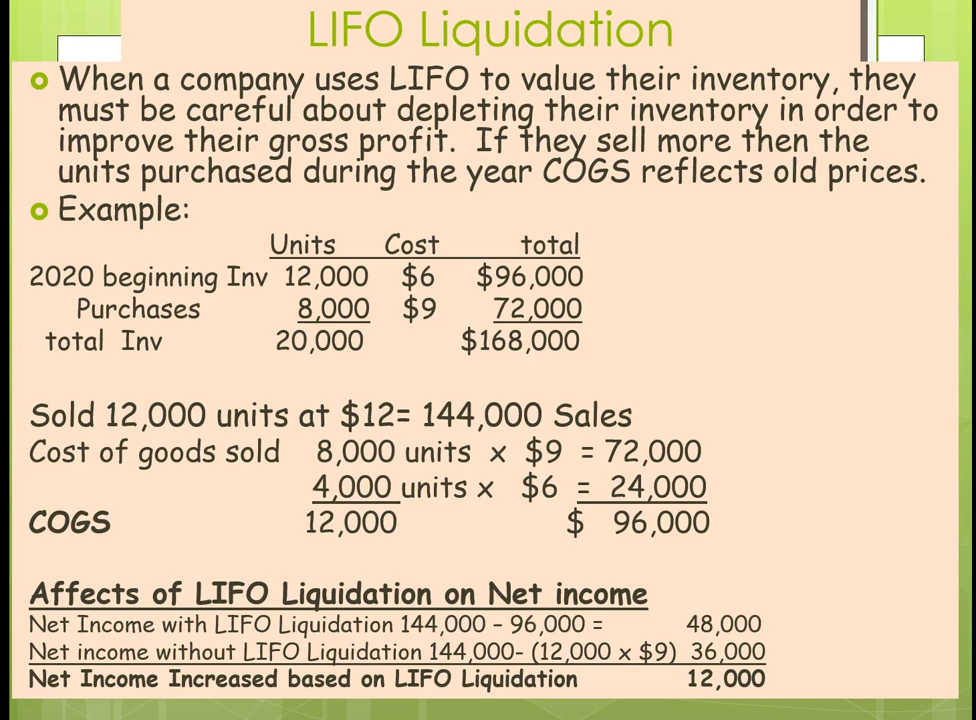 LIFO Liquidation
When a company uses LIFO to value their inventory, they
must be careful about depleting their inventory in order to
improve their gross profit. If they sell more then the
units purchased during the year COGS reflects old prices.
Example:
Units Cost total
2020 beginning Inv 12,000 $6 $96,000
Purchases 8,000 $9 72,000
total Inv 20,000 $168,000
Sold 12,000 units at $12= 144,000 Sales
Cost of goods sold 8,000 units x $9 = 72,000
4,000 units x $6 = 24,000
COGS 12,000 $ 96,000
Affects of LIFO Liquidation on Net income
Net Income with LIFO Liquidation 144,000 – 96,000 = 48,000
Net income without LIFO Liquidation 144,000- (12,000 x $9) 36,000
Net Income Increased based on LIFO Liquidation 12,000